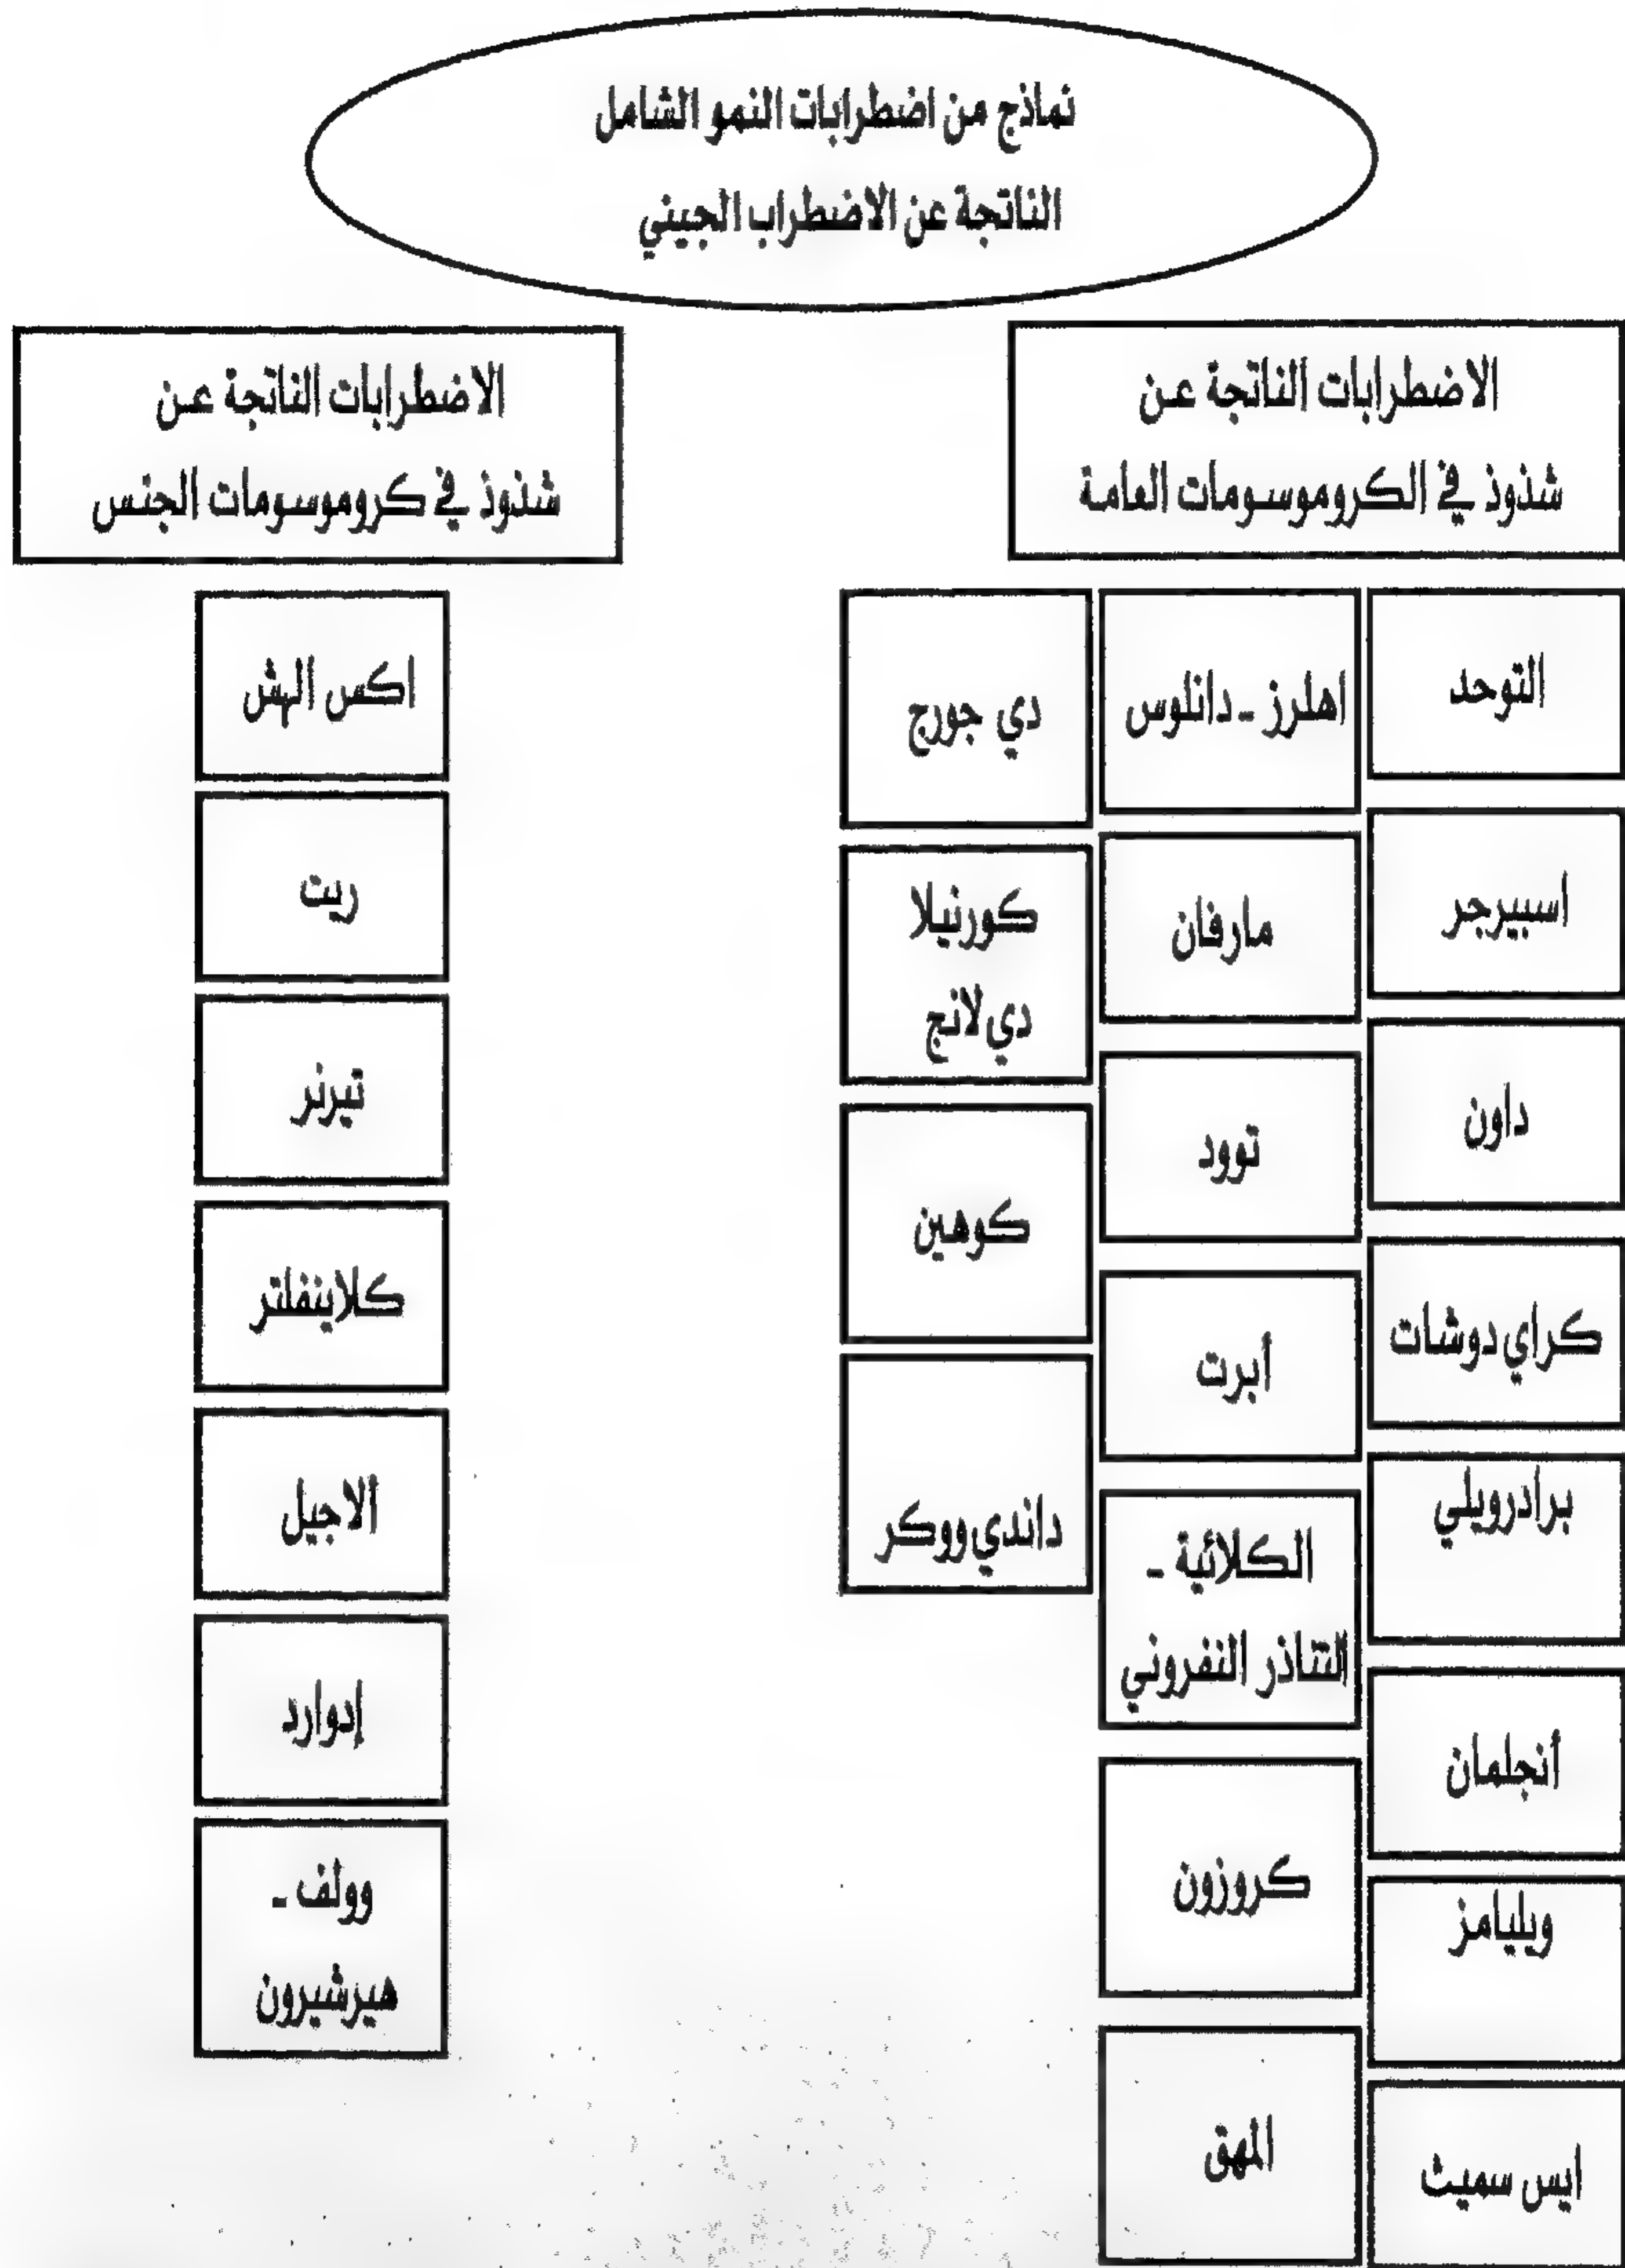 نماذج من اضطرابات النمو الشامل
الناتجة عن الاضطراب الجيني
الاضطرابات الناتجة عن
شذوذ في الكروموسومات العامة
التوحد
اسبيرجر
داون
كراي دوشات
برادرويلي
أنجلمان
ويليامز
ايس سميث
اهلرز - دانلوس
مارفان
توود
أبرت
الكلائية -
التناذر النفروني
كروزون
المهق
دي جورج
كورنيلا
دي لانج
كوهين
داندي ووكر
الاضطرابات الناتجة عن
شذوذ في كروموسومات الجنس
اكس الهش
ريت
تيرنر
كلاينفلتر
الاجيل
إدوارد
وولف -
هيرشيرون